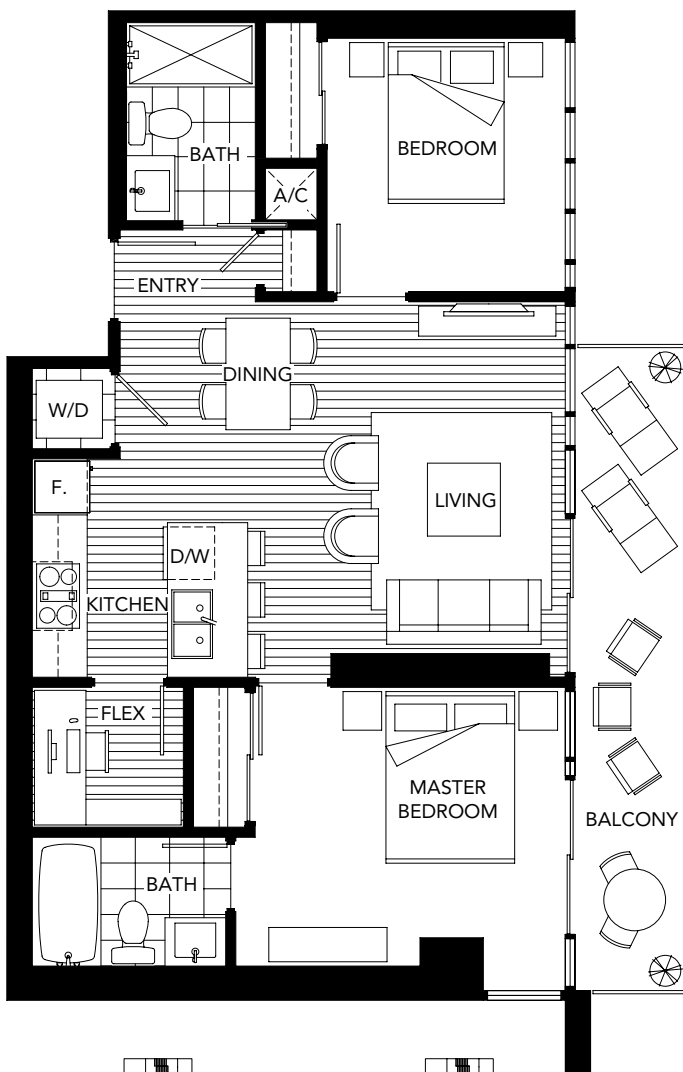 BATH
BEDROOM
A/C
ENTRY
DINING
W/D
F.
LIVING
D/W
KITCHEN
FLEX
MASTER
BEDROOM
BALCONY
BATH